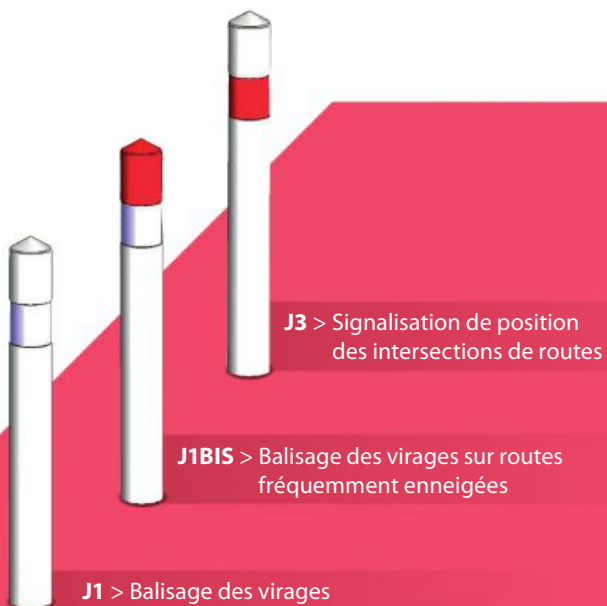 J3 > Signalisation de position
des intersections de routes
J1BIS > Balisage des virages sur routes
fréquemment enneigées
J1 > Balisage des virages